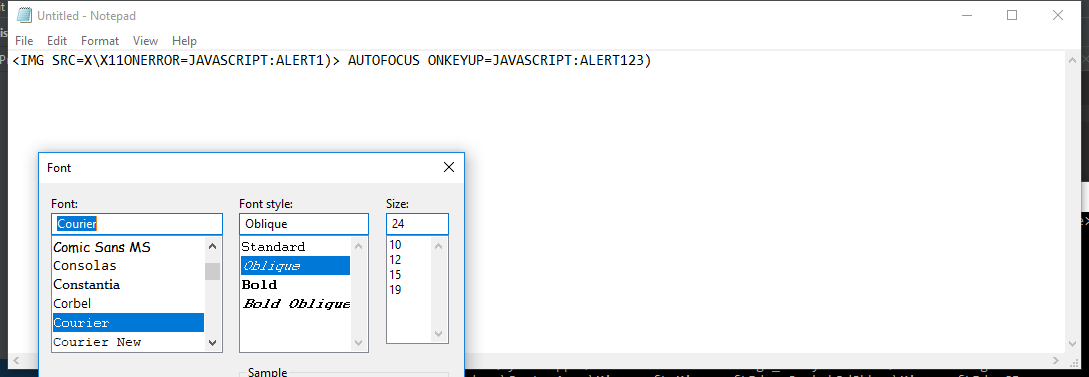 Untitled - Notepad
File Edit Format View Help
<IMG SRC=X\X11ONERROR=JAVASCRIPT:ALERT1)> AUTOFOCUS ONKEYUP=JAVASCRIPT:ALERT123)
Font
Font: Font style: Size:
Courier Oblique 24
Comic Sans MS Standard 10
Consolas Oblique 12
Constantia Bold 15
Corbel Bold Oblique 19
Courier
Courier New
Sample